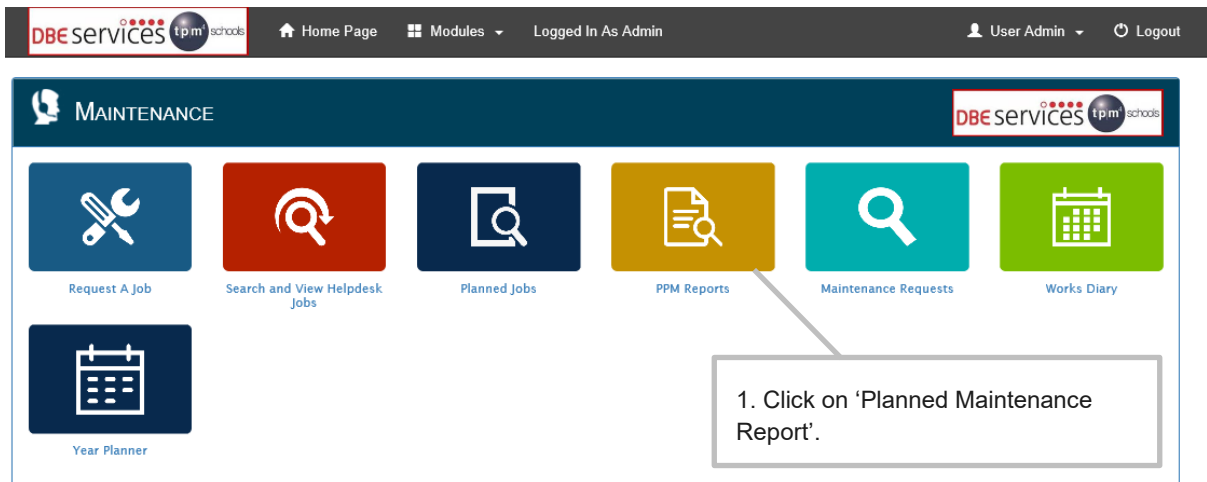 DBE services tpm⁴ schools Home Page Modules Logged In As Admin User Admin Logout
MAINTENANCE
DBE services tpm⁴ schools
Request A Job
Search and View Helpdesk
Jobs
Planned Jobs
PPM Reports
Maintenance Requests
Works Diary
Year Planner
1. Click on ‘Planned Maintenance
Report’.